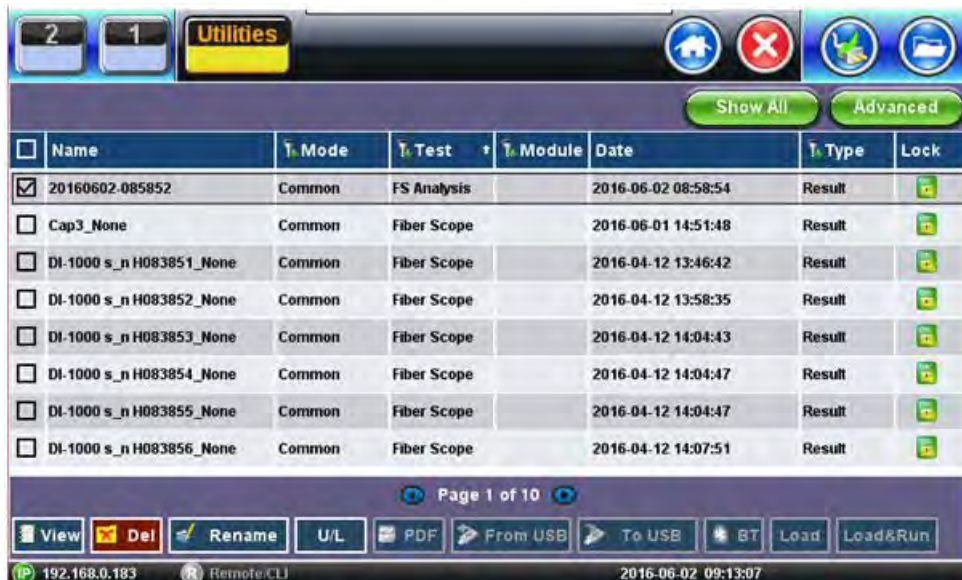 2 1 Utilities
Show All Advanced
Name Mode Test Module Date Type Lock
20160602-085852 Common FS Analysis 2016-06-02 08:58:54 Result
Cap3_None Common Fiber Scope 2016-06-01 14:51:48 Result
DI-1000 s_n H083851_None Common Fiber Scope 2016-04-12 13:46:42 Result
DI-1000 s_n H083852_None Common Fiber Scope 2016-04-12 13:58:35 Result
DI-1000 s_n H083853_None Common Fiber Scope 2016-04-12 14:04:43 Result
DI-1000 s_n H083854_None Common Fiber Scope 2016-04-12 14:04:47 Result
DI-1000 s_n H083855_None Common Fiber Scope 2016-04-12 14:04:47 Result
DI-1000 s_n H083856_None Common Fiber Scope 2016-04-12 14:07:51 Result
Page 1 of 10
View Del Rename U/L PDF From USB To USB BT Load Load&Run
IP 192.168.0.183 R Remote/CLI 2016-06-02 09:13:07